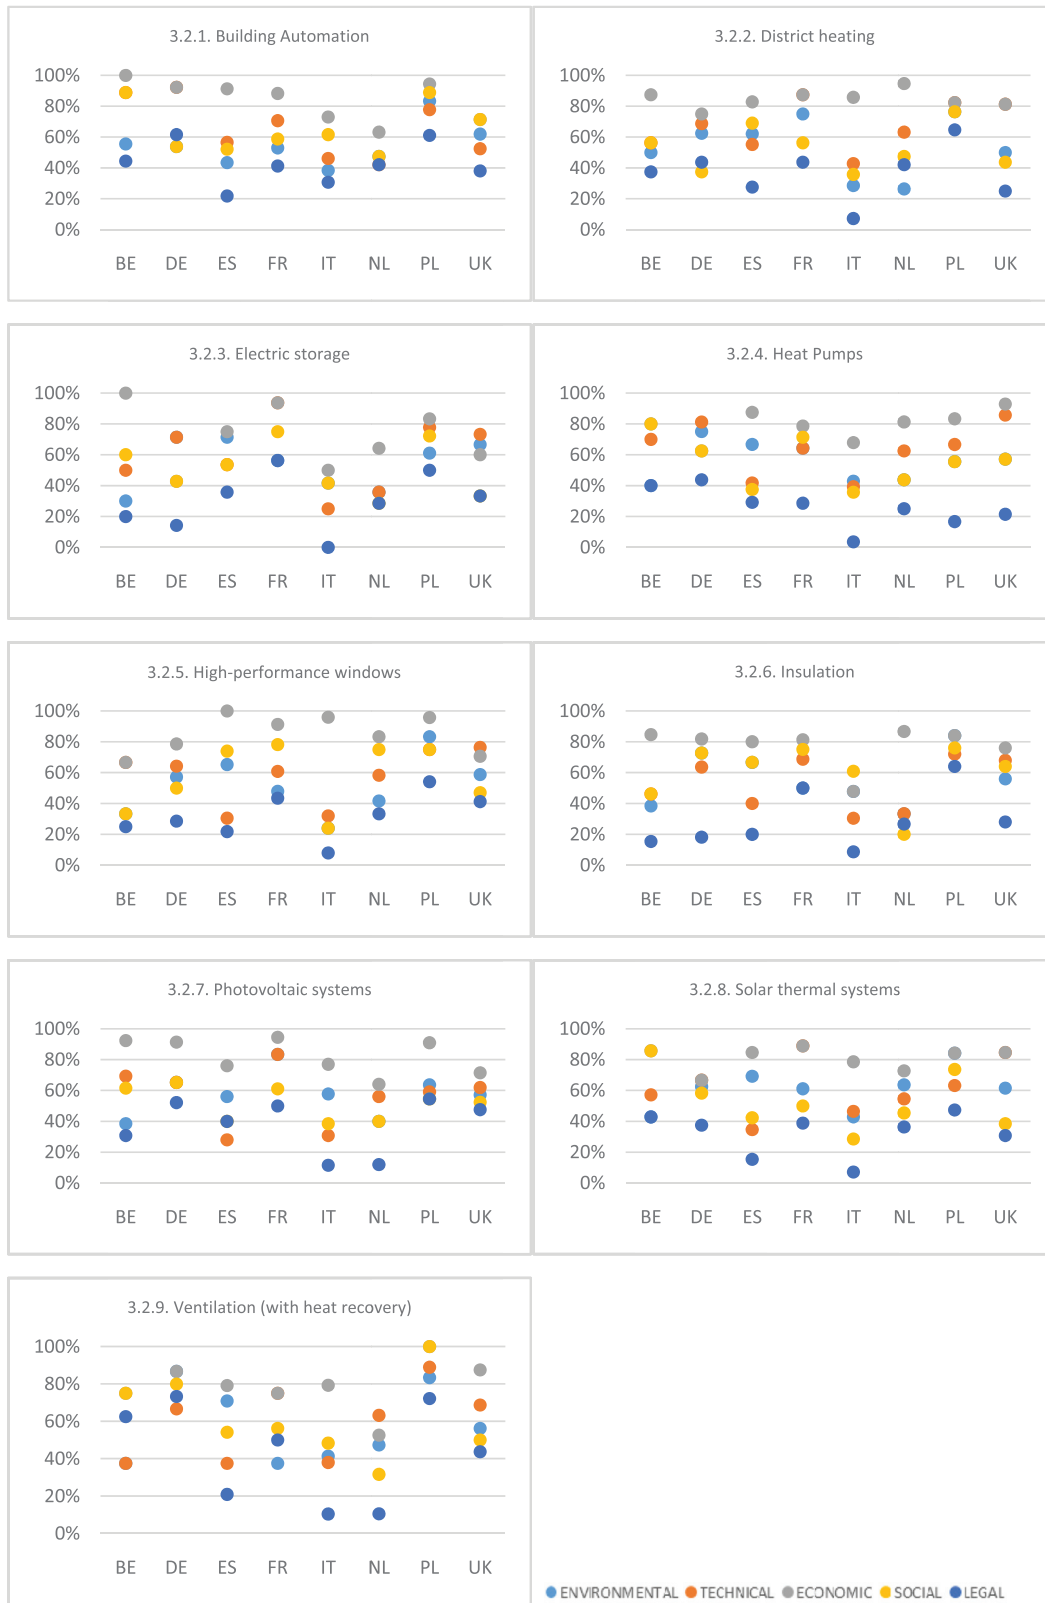 3.2.1. Building Automation
100%
80%
60%
40%
20%
0%
BE DE ES FR IT NL PL UK
3.2.2. District heating
100%
80%
60%
40%
20%
0%
BE DE ES FR IT NL PL UK
3.2.3. Electric storage
100%
80%
60%
40%
20%
0%
BE DE ES FR IT NL PL UK
3.2.4. Heat Pumps
100%
80%
60%
40%
20%
0%
BE DE ES FR IT NL PL UK
3.2.5. High-performance windows
100%
80%
60%
40%
20%
0%
BE DE ES FR IT NL PL UK
3.2.6. Insulation
100%
80%
60%
40%
20%
0%
BE DE ES FR IT NL PL UK
3.2.7. Photovoltaic systems
100%
80%
60%
40%
20%
0%
BE DE ES FR IT NL PL UK
3.2.8. Solar thermal systems
100%
80%
60%
40%
20%
0%
BE DE ES FR IT NL PL UK
3.2.9. Ventilation (with heat recovery)
100%
80%
60%
40%
20%
0%
BE DE ES FR IT NL PL UK
ENVIRONMENTAL TECHNICAL ECONOMIC SOCIAL LEGAL